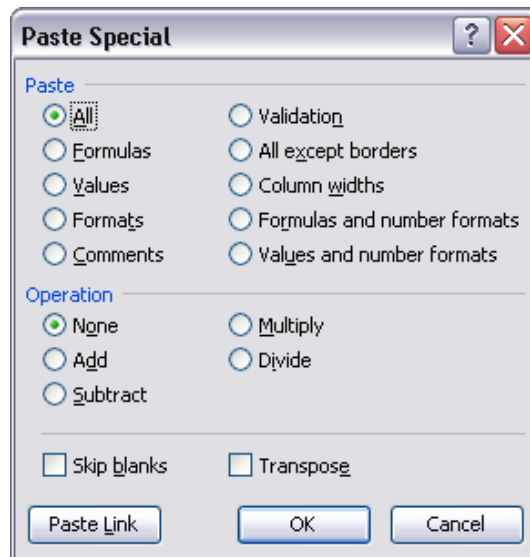 Paste Special
?
Paste
All
Validation
Formulas
All except borders
Values
Column widths
Formats
Formulas and number formats
Comments
Values and number formats
Operation
None
Multiply
Add
Divide
Subtract
Skip blanks
Transpose
Paste Link
OK
Cancel